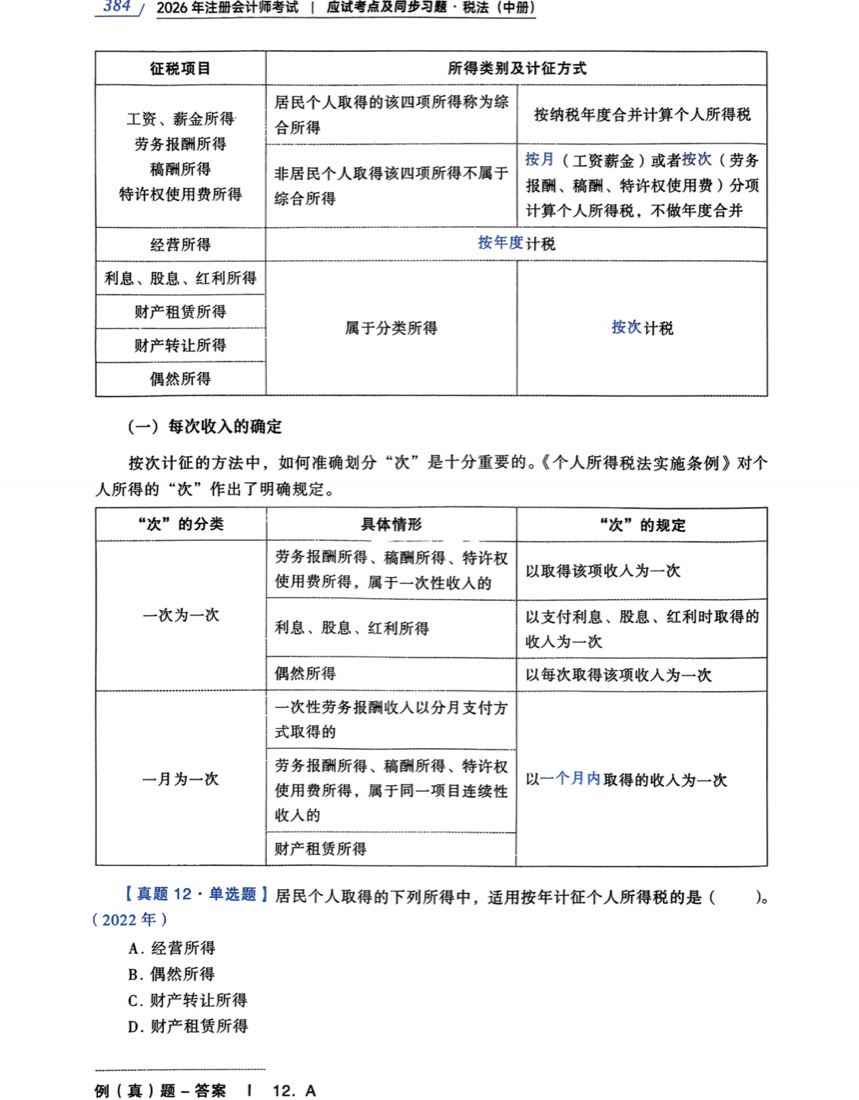 384 / 2026年注册会计师考试 | 应试考点及同步习题·税法（中册）
征税项目
所得类别及计征方式
工资、薪金所得
劳务报酬所得
稿酬所得
特许权使用费所得
居民个人取得的该四项所得称为综
合所得
按纳税年度合并计算个人所得税
非居民个人取得该四项所得不属于
综合所得
按月（工资薪金）或者按次（劳务
报酬、稿酬、特许权使用费）分项
计算个人所得税，不做年度合并
经营所得
按年度计税
利息、股息、红利所得
财产租赁所得
财产转让所得
偶然所得
属于分类所得
按次计税
（一）每次收入的确定
按次计征的方法中，如何准确划分“次”是十分重要的。《个人所得税法实施条例》对个
人所得的“次”作出了明确规定。
“次”的分类
具体情形
“次”的规定
一次为一次
劳务报酬所得、稿酬所得、特许权
使用费所得，属于一次性收入的
以取得该项收入为一次
利息、股息、红利所得
以支付利息、股息、红利时取得的
收入为一次
偶然所得
以每次取得该项收入为一次
一月为一次
一次性劳务报酬收入以分月支付方
式取得的
劳务报酬所得、稿酬所得、特许权
使用费所得，属于同一项目连续性
收入的
财产租赁所得
以一个月内取得的收入为一次
【真题12·单选题】居民个人取得的下列所得中，适用按年计征个人所得税的是（　　）。
（2022年）
A. 经营所得
B. 偶然所得
C. 财产转让所得
D. 财产租赁所得
例（真）题－答案 | 12. A